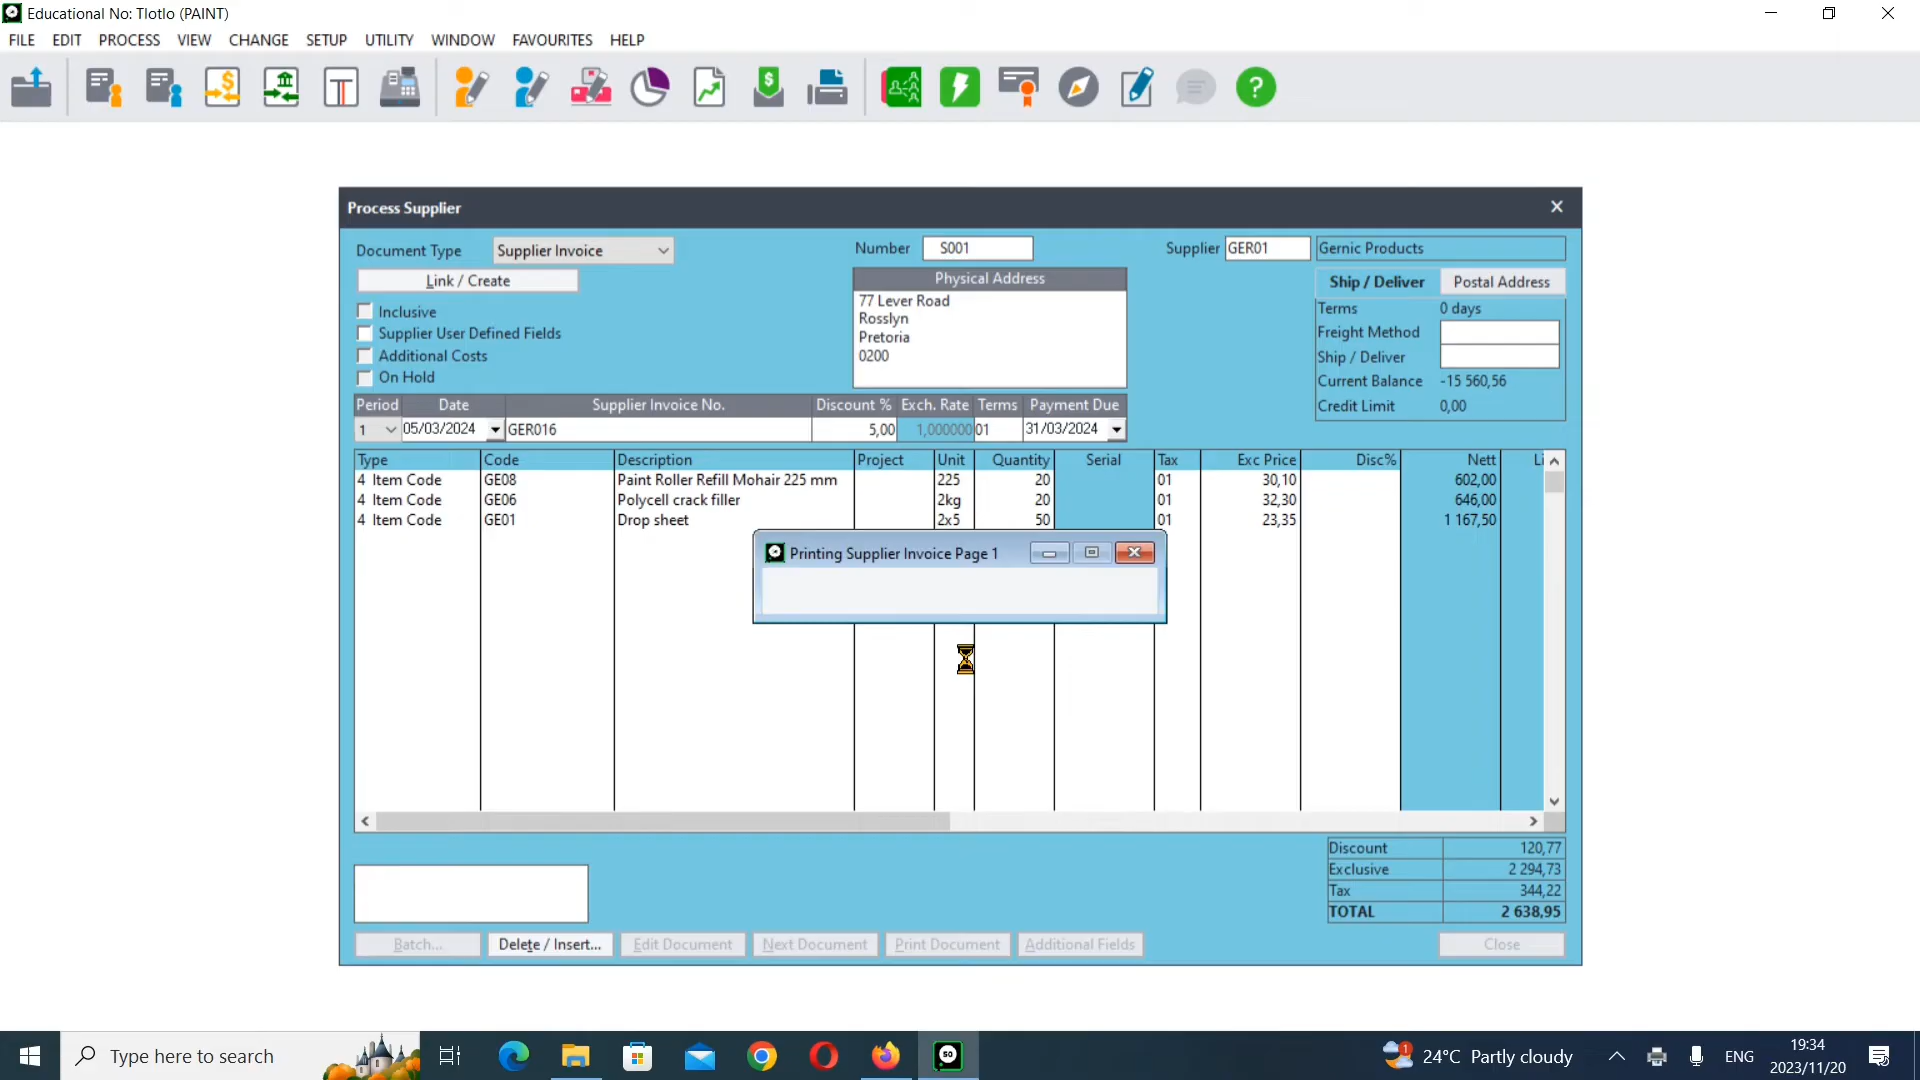 Educational No: Tlotlo (PAINT)
FILE EDIT PROCESS VIEW CHANGE SETUP UTILITY WINDOW FAVOURITES HELP
Process Supplier
Document Type Supplier Invoice Number S001 Supplier GER01 Gernic Products
Link / Create Physical Address Ship / Deliver Postal Address
77 Lever Road Terms 0 days
Inclusive Rosslyn
Supplier User Defined Fields Pretoria Freight Method
Additional Costs 0200 Ship / Deliver
On Hold Current Balance -15 560,56
Credit Limit 0,00
Period Date Supplier Invoice No. Discount % Exch. Rate Terms Payment Due
1 05/03/2024 GER016 5,00 1,000000 01 31/03/2024
Type Code Description Project Unit Quantity Serial Tax Exc Price Disc% Nett Li
4 Item Code GE08 Paint Roller Refill Mohair 225 mm 225 20 01 30,10 602,00
4 Item Code GE06 Polycell crack filler 2kg 20 01 32,30 646,00
4 Item Code GE01 Drop sheet 2x5 50 01 23,35 1 167,50
Printing Supplier Invoice Page 1
Discount 120,77
Exclusive 2 294,73
Tax 344,22
TOTAL 2 638,95
Batch... Delete / Insert... Edit Document Next Document Print Document Additional Fields Close
Type here to search 50 1 24°C Partly cloudy ENG 19:34
2023/11/20